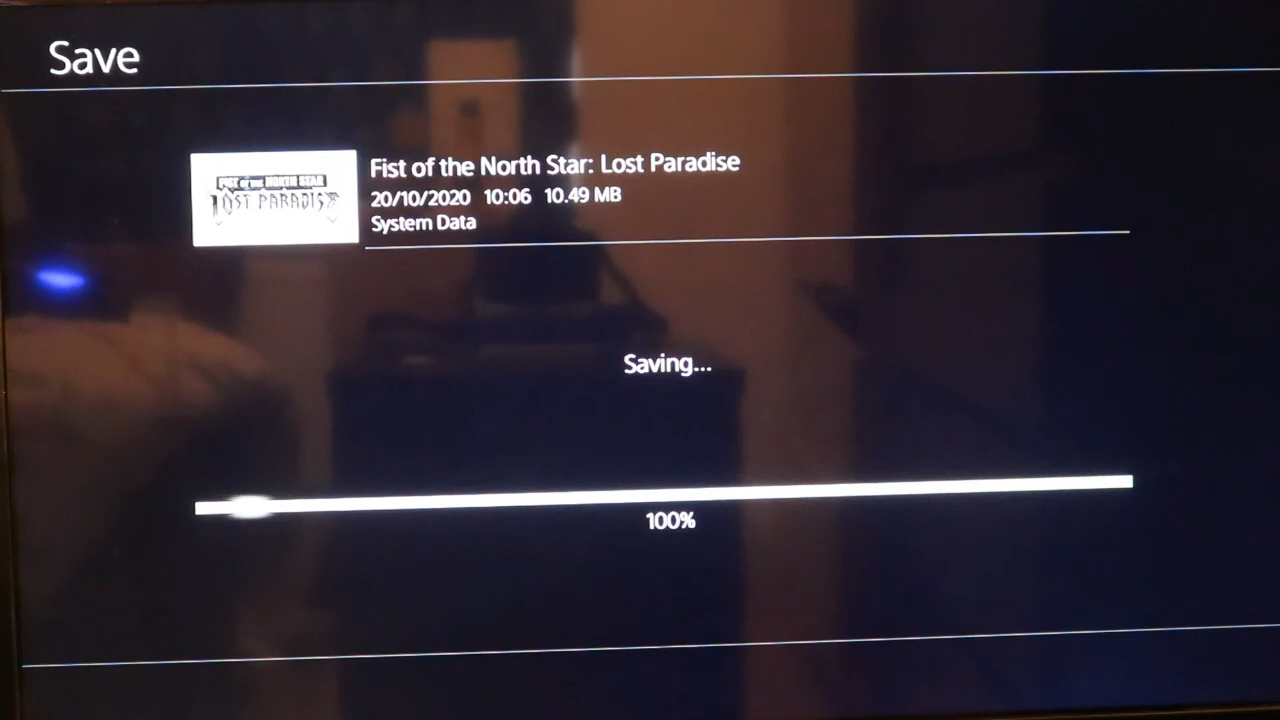 Save
Fist of the North Star: Lost Paradise
20/10/2020 10:06 10.49 MB
System Data
FIST OF THE NORTH STAR
LOST PARADISE
Saving...
100%